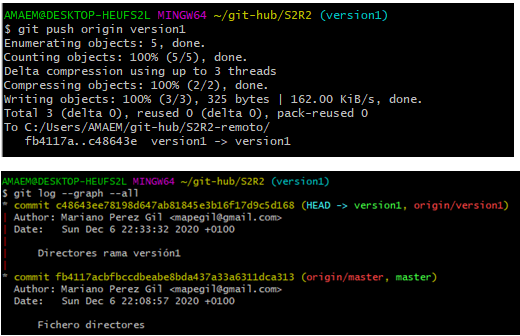 AMAEM@DESKTOP-HEUFS2L MINGW64 ~/git-hub/S2R2 (version1)
$ git push origin version1
Enumerating objects: 5, done.
Counting objects: 100% (5/5), done.
Delta compression using up to 3 threads
Compressing objects: 100% (2/2), done.
Writing objects: 100% (3/3), 325 bytes | 162.00 KiB/s, done.
Total 3 (delta 0), reused 0 (delta 0), pack-reused 0
To C:/Users/AMAEM/git-hub/S2R2-remoto/
fb4117a..c48643e version1 -> version1
AMAEM@DESKTOP-HEUFS2L MINGW64 ~/git-hub/S2R2 (version1)
$ git log --graph --all
* commit c48643ee78198d647ab81845e3b16f17d9c5d168 (HEAD -> version1, origin/version1)
| Author: Mariano Perez Gil <mapegil@gmail.com>
| Date: Sun Dec 6 22:33:32 2020 +0100
|
| Directores rama versión1
|
* commit fb4117acbfbccdbeabe8bda437a33a6311dca313 (origin/master, master)
Author: Mariano Perez Gil <mapegil@gmail.com>
Date: Sun Dec 6 22:08:57 2020 +0100
Fichero directores